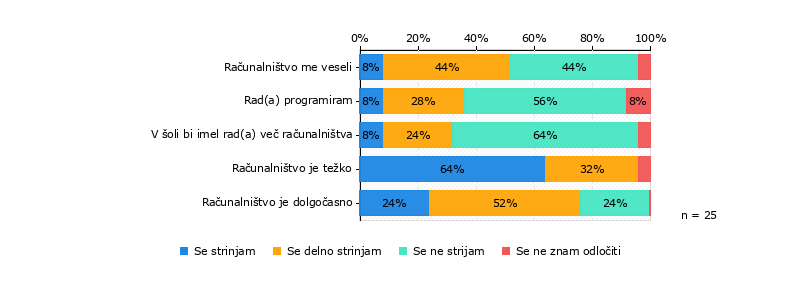 0% 20% 40% 60% 80% 100%
Računalništvo me veseli 8% 44% 44%
Rad(a) programiram 8% 28% 56% 8%
V šoli bi imel rad(a) več računalništva 8% 24% 64%
Računalništvo je težko 64% 32%
Računalništvo je dolgočasno 24% 52% 24%
n = 25
Se strinjam Se delno strinjam Se ne strijam Se ne znam odločiti